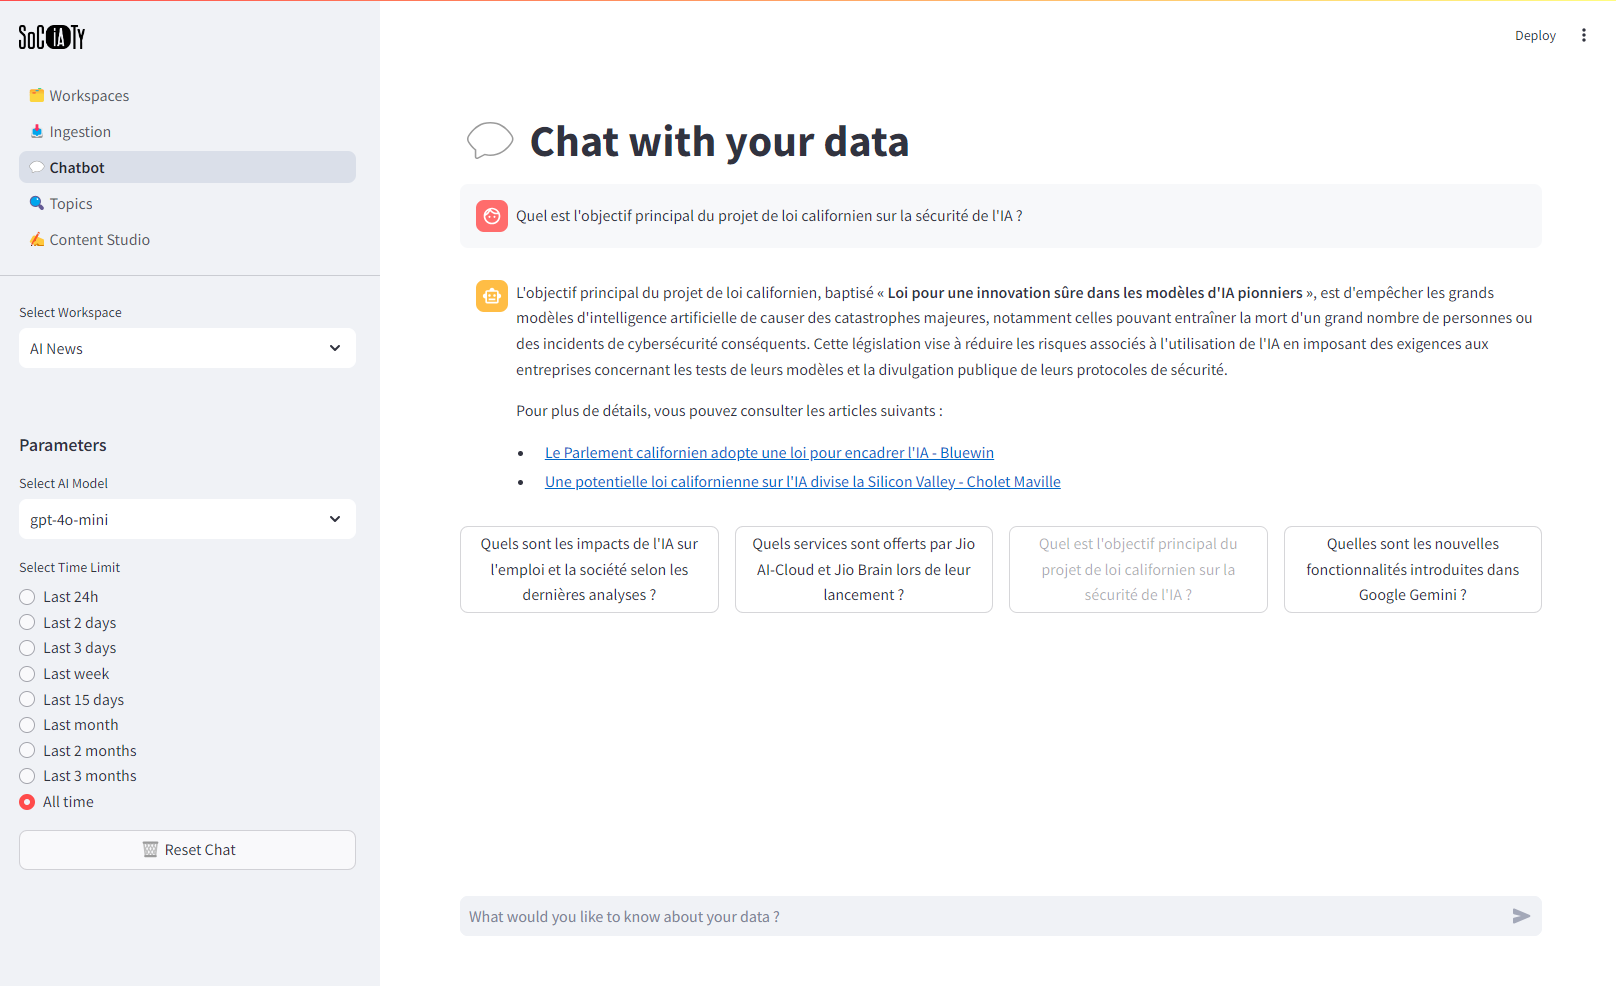 SoCiATy
Deploy
Workspaces
Ingestion
Chatbot
Topics
Content Studio
Select Workspace
AI News
Parameters
Select AI Model
gpt-4o-mini
Select Time Limit
Last 24h
Last 2 days
Last 3 days
Last week
Last 15 days
Last month
Last 2 months
Last 3 months
All time
Reset Chat
Chat with your data
Quel est l'objectif principal du projet de loi californien sur la sécurité de l'IA ?
L'objectif principal du projet de loi californien, baptisé « Loi pour une innovation sûre dans les modèles d'IA pionniers », est d'empêcher les grands
modèles d'intelligence artificielle de causer des catastrophes majeures, notamment celles pouvant entraîner la mort d'un grand nombre de personnes ou
des incidents de cybersécurité conséquents. Cette législation vise à réduire les risques associés à l'utilisation de l'IA en imposant des exigences aux
entreprises concernant les tests de leurs modèles et la divulgation publique de leurs protocoles de sécurité.
Pour plus de détails, vous pouvez consulter les articles suivants :
• Le Parlement californien adopte une loi pour encadrer l'IA - Bluewin
• Une potentielle loi californienne sur l'IA divise la Silicon Valley - Cholet Maville
Quels sont les impacts de l'IA sur
l'emploi et la société selon les
dernières analyses ?
Quels services sont offerts par Jio
AI-Cloud et Jio Brain lors de leur
lancement ?
Quel est l'objectif principal du
projet de loi californien sur la
sécurité de l'IA ?
Quelles sont les nouvelles
fonctionnalités introduites dans
Google Gemini ?
What would you like to know about your data ?